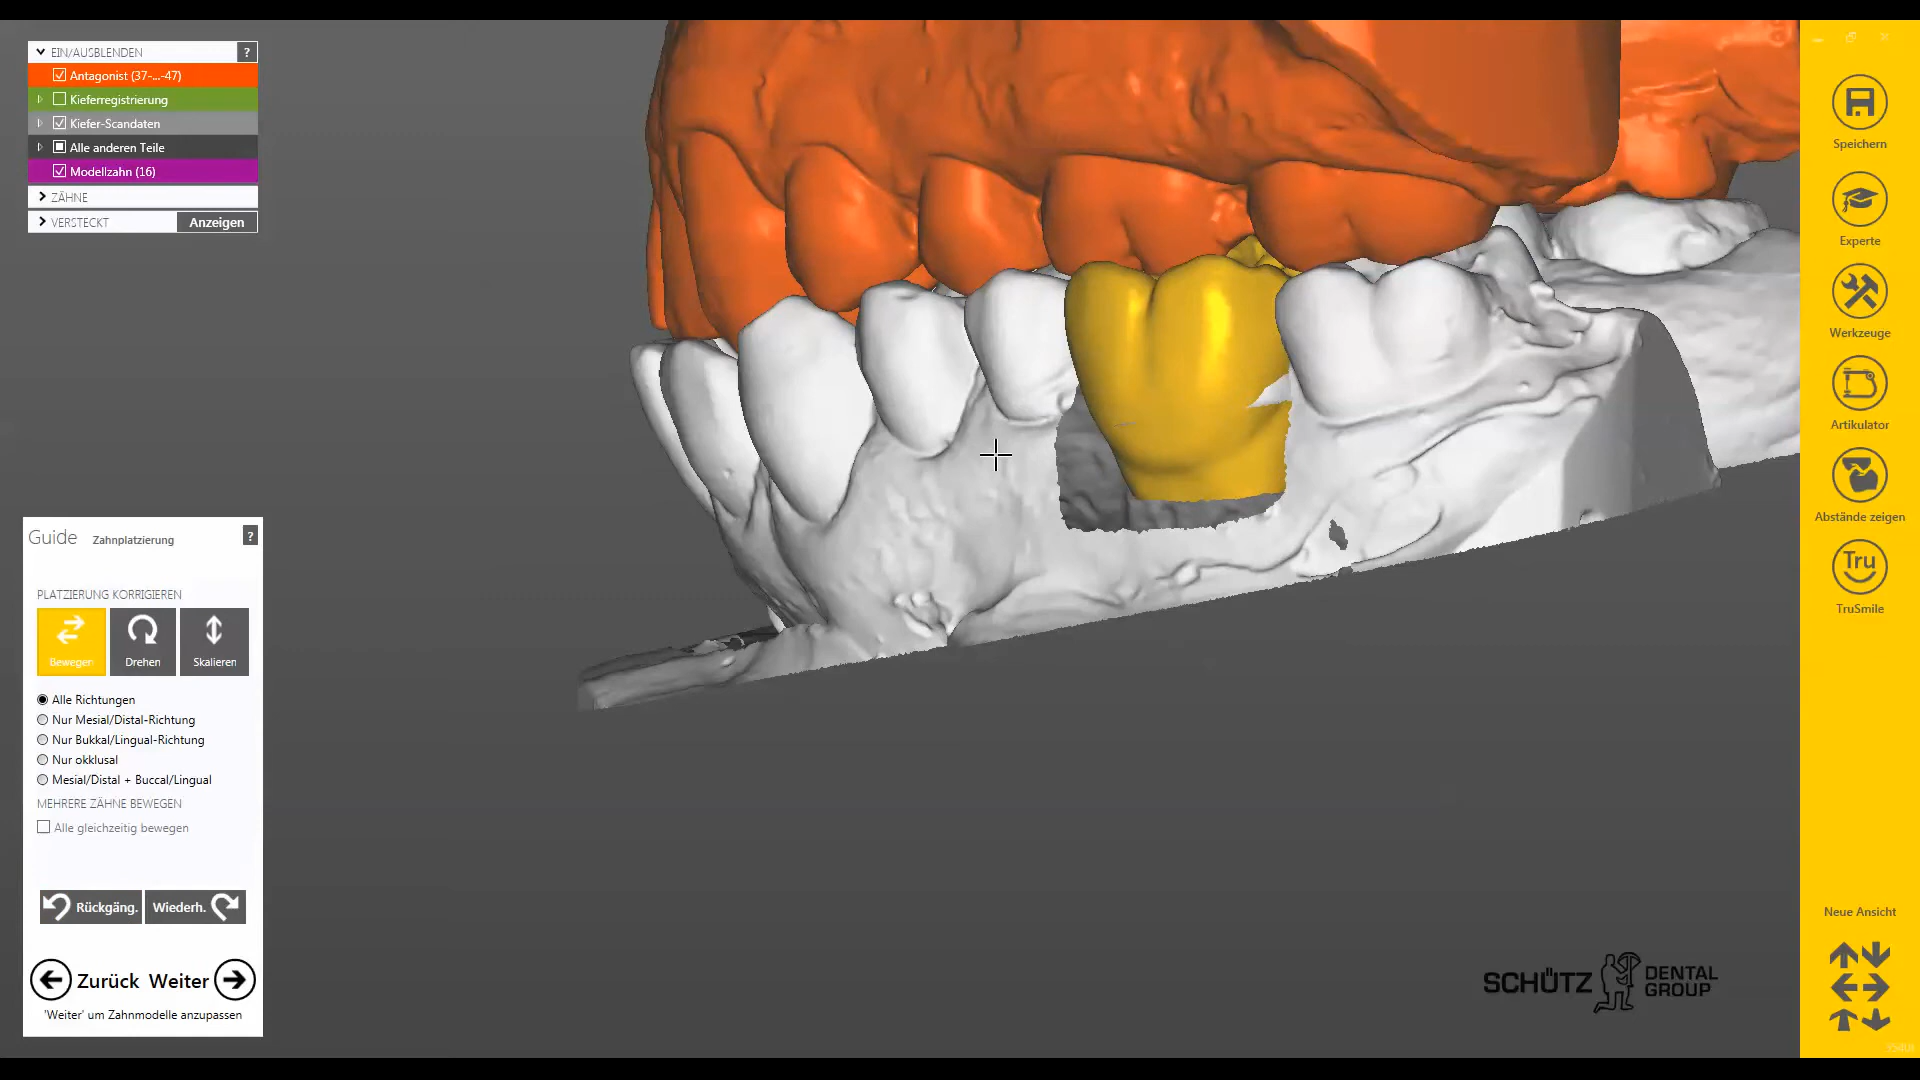 EIN/AUSBLENDEN ?
Antagonist (37-...-47)
Kieferregistrierung
Kiefer-Scandaten
Alle anderen Teile
Modellzahn (16)
ZÄHNE
VERSTECKT Anzeigen
Guide Zahnplatzierung ?
PLATZIERUNG KORRIGIEREN
Bewegen Drehen Skalieren
Alle Richtungen
Nur Mesial/Distal-Richtung
Nur Bukkal/Lingual-Richtung
Nur okklusal
Mesial/Distal + Buccal/Lingual
MEHRERE ZÄHNE BEWEGEN
Alle gleichzeitig bewegen
Rückgäng. Wiederh.
Zurück Weiter
'Weiter' um Zahnmodelle anzupassen
Speichern
Experte
Werkzeuge
Artikulator
Abstände zeigen
Tru
TruSmile
Neue Ansicht
SCHÜTZ DENTAL
GROUP